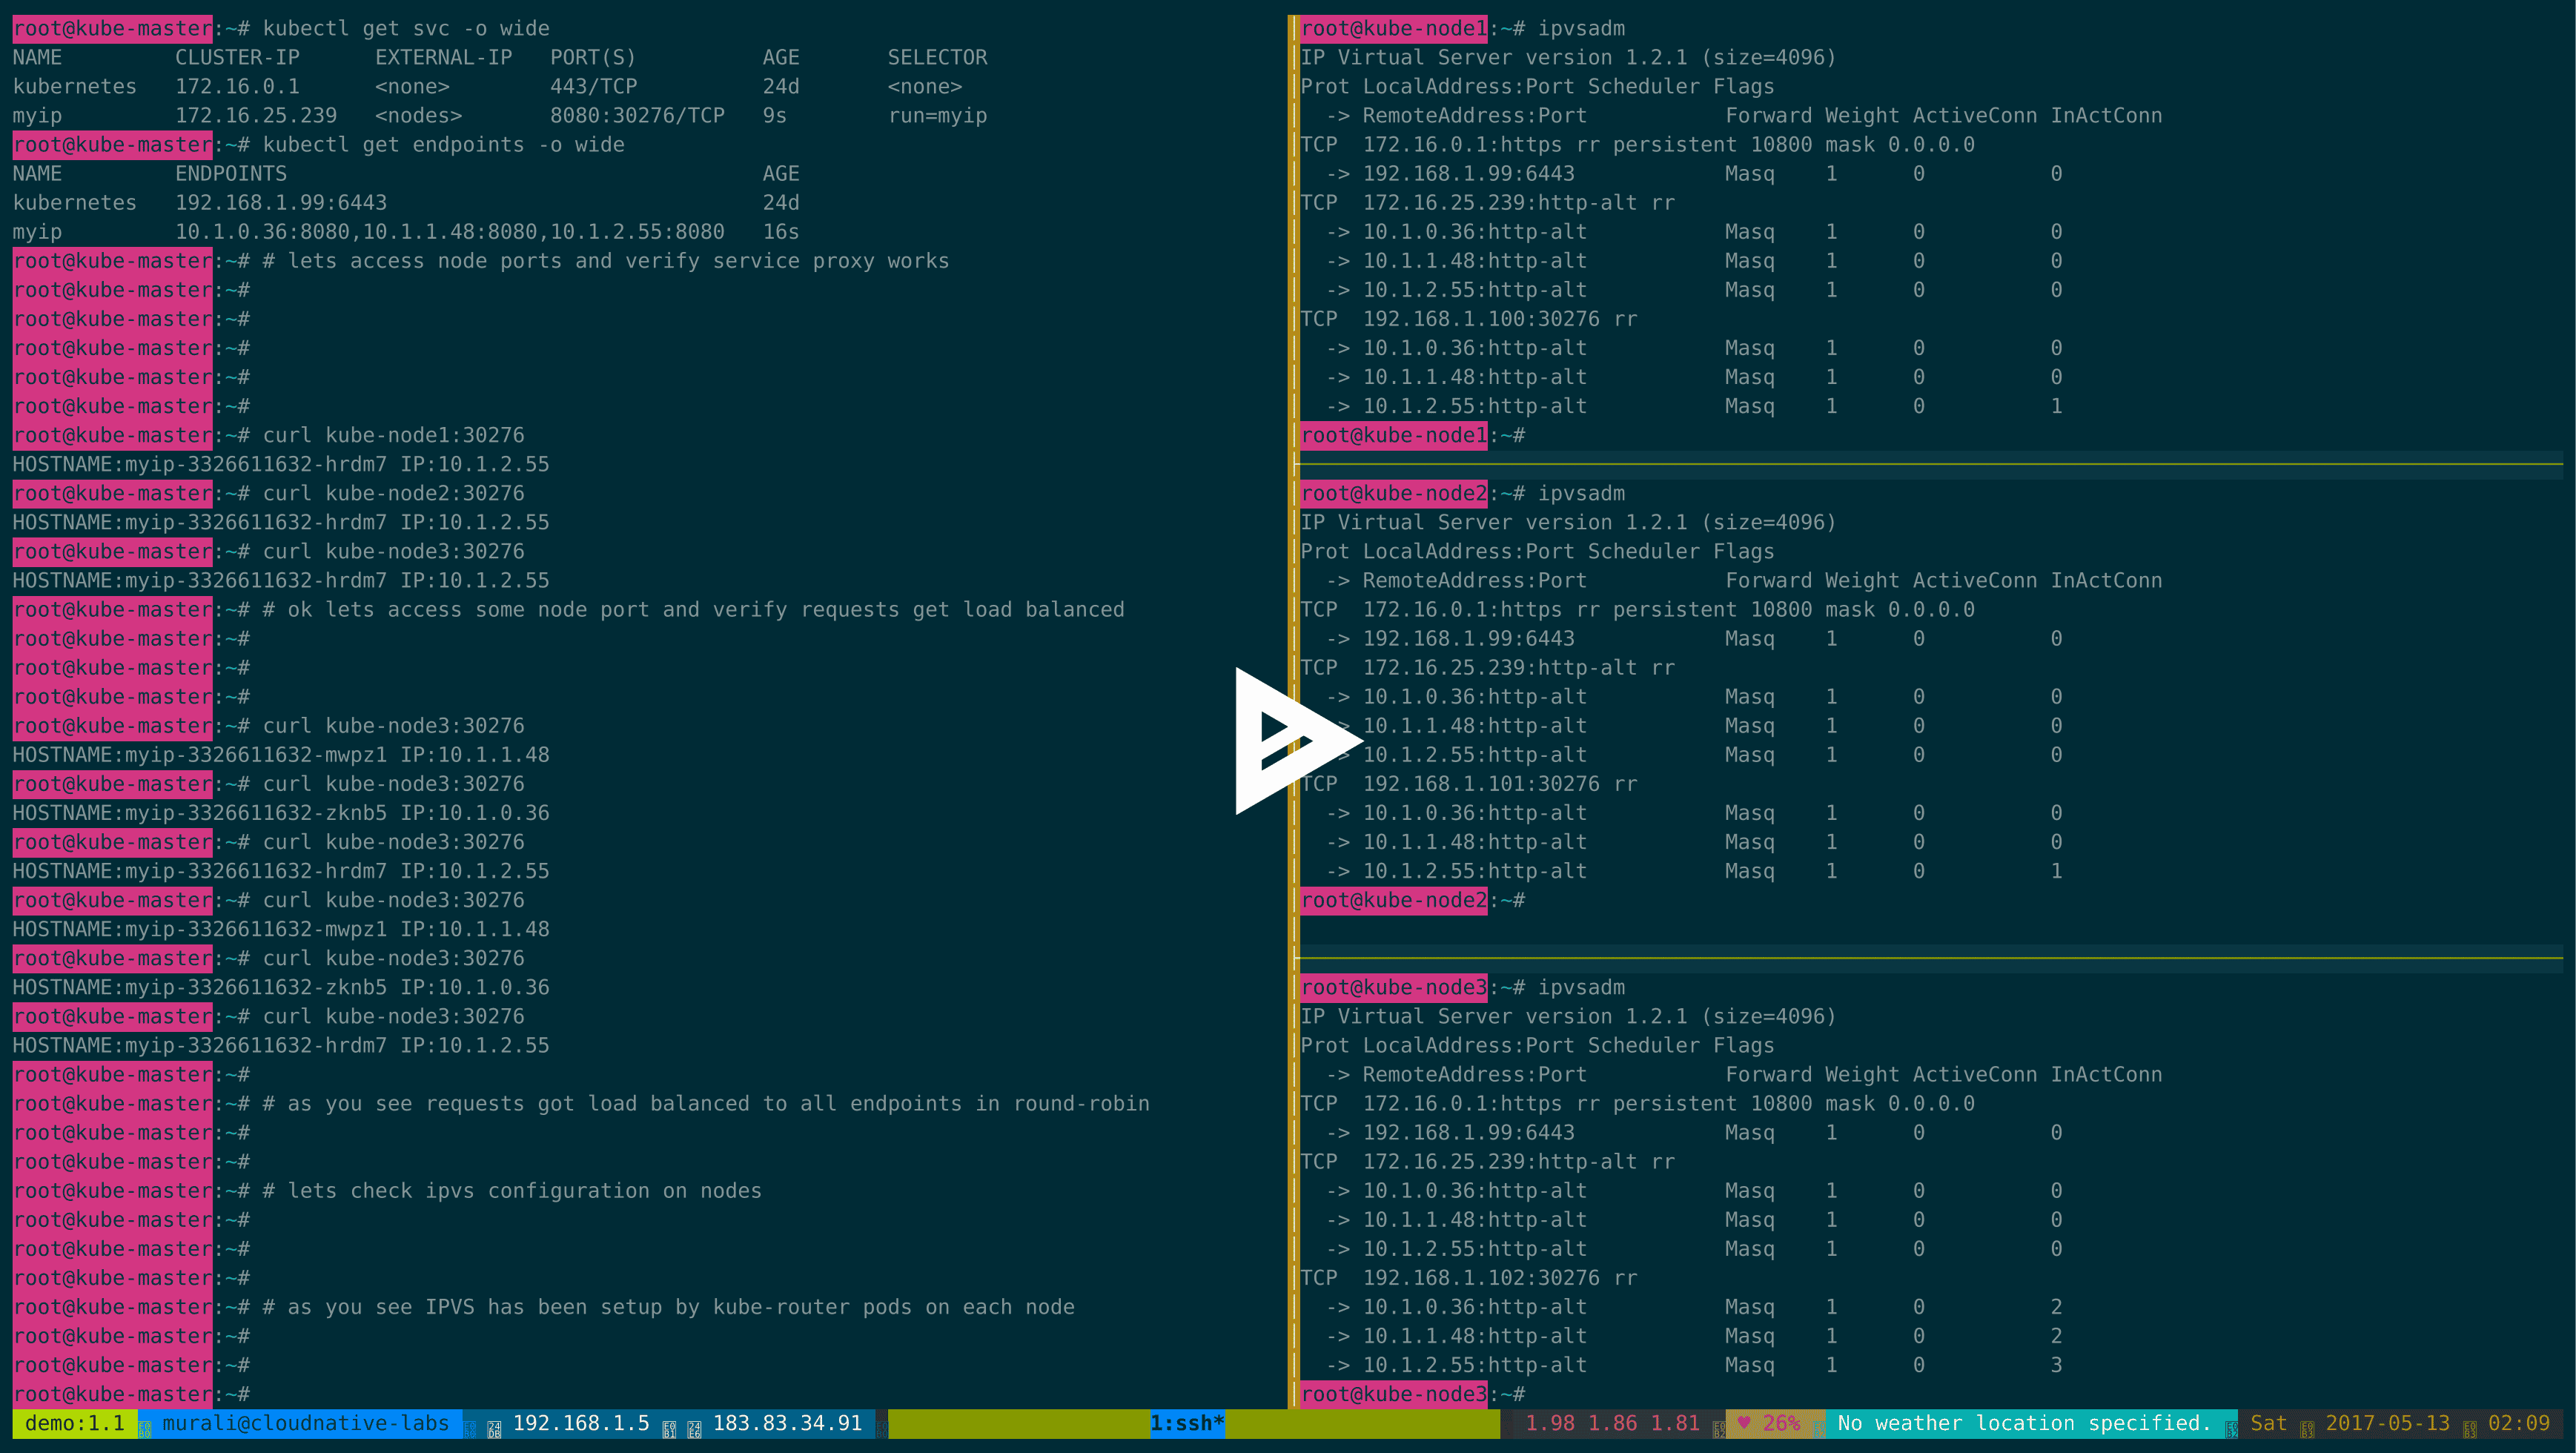 root@kube-master:~# kubectl get svc -o wide
NAME         CLUSTER-IP      EXTERNAL-IP   PORT(S)          AGE       SELECTOR
kubernetes   172.16.0.1      <none>        443/TCP          24d       <none>
myip         172.16.25.239   <nodes>       8080:30276/TCP   9s        run=myip
root@kube-master:~# kubectl get endpoints -o wide
NAME         ENDPOINTS                                      AGE
kubernetes   192.168.1.99:6443                              24d
myip         10.1.0.36:8080,10.1.1.48:8080,10.1.2.55:8080   16s
root@kube-master:~# # lets access node ports and verify service proxy works
root@kube-master:~#
root@kube-master:~#
root@kube-master:~#
root@kube-master:~#
root@kube-master:~#
root@kube-master:~# curl kube-node1:30276
HOSTNAME:myip-3326611632-hrdm7 IP:10.1.2.55
root@kube-master:~# curl kube-node2:30276
HOSTNAME:myip-3326611632-hrdm7 IP:10.1.2.55
root@kube-master:~# curl kube-node3:30276
HOSTNAME:myip-3326611632-hrdm7 IP:10.1.2.55
root@kube-master:~# # ok lets access some node port and verify requests get load balanced
root@kube-master:~#
root@kube-master:~#
root@kube-master:~#
root@kube-master:~# curl kube-node3:30276
HOSTNAME:myip-3326611632-mwpz1 IP:10.1.1.48
root@kube-master:~# curl kube-node3:30276
HOSTNAME:myip-3326611632-zknb5 IP:10.1.0.36
root@kube-master:~# curl kube-node3:30276
HOSTNAME:myip-3326611632-hrdm7 IP:10.1.2.55
root@kube-master:~# curl kube-node3:30276
HOSTNAME:myip-3326611632-mwpz1 IP:10.1.1.48
root@kube-master:~# curl kube-node3:30276
HOSTNAME:myip-3326611632-zknb5 IP:10.1.0.36
root@kube-master:~# curl kube-node3:30276
HOSTNAME:myip-3326611632-hrdm7 IP:10.1.2.55
root@kube-master:~#
root@kube-master:~# # as you see requests got load balanced to all endpoints in round-robin
root@kube-master:~#
root@kube-master:~#
root@kube-master:~# # lets check ipvs configuration on nodes
root@kube-master:~#
root@kube-master:~#
root@kube-master:~#
root@kube-master:~# # as you see IPVS has been setup by kube-router pods on each node
root@kube-master:~#
root@kube-master:~#
root@kube-master:~#
root@kube-node1:~# ipvsadm
IP Virtual Server version 1.2.1 (size=4096)
Prot LocalAddress:Port Scheduler Flags
  -> RemoteAddress:Port           Forward Weight ActiveConn InActConn
TCP  172.16.0.1:https rr persistent 10800 mask 0.0.0.0
  -> 192.168.1.99:6443            Masq    1      0          0
TCP  172.16.25.239:http-alt rr
  -> 10.1.0.36:http-alt           Masq    1      0          0
  -> 10.1.1.48:http-alt           Masq    1      0          0
  -> 10.1.2.55:http-alt           Masq    1      0          0
TCP  192.168.1.100:30276 rr
  -> 10.1.0.36:http-alt           Masq    1      0          0
  -> 10.1.1.48:http-alt           Masq    1      0          0
  -> 10.1.2.55:http-alt           Masq    1      0          1
root@kube-node1:~#
root@kube-node2:~# ipvsadm
IP Virtual Server version 1.2.1 (size=4096)
Prot LocalAddress:Port Scheduler Flags
  -> RemoteAddress:Port           Forward Weight ActiveConn InActConn
TCP  172.16.0.1:https rr persistent 10800 mask 0.0.0.0
  -> 192.168.1.99:6443            Masq    1      0          0
TCP  172.16.25.239:http-alt rr
  -> 10.1.0.36:http-alt           Masq    1      0          0
  > 10.1.1.48:http-alt           Masq    1      0          0
  > 10.1.2.55:http-alt           Masq    1      0          0
TCP  192.168.1.101:30276 rr
  -> 10.1.0.36:http-alt           Masq    1      0          0
  -> 10.1.1.48:http-alt           Masq    1      0          0
  -> 10.1.2.55:http-alt           Masq    1      0          1
root@kube-node2:~#
root@kube-node3:~# ipvsadm
IP Virtual Server version 1.2.1 (size=4096)
Prot LocalAddress:Port Scheduler Flags
  -> RemoteAddress:Port           Forward Weight ActiveConn InActConn
TCP  172.16.0.1:https rr persistent 10800 mask 0.0.0.0
  -> 192.168.1.99:6443            Masq    1      0          0
TCP  172.16.25.239:http-alt rr
  -> 10.1.0.36:http-alt           Masq    1      0          0
  -> 10.1.1.48:http-alt           Masq    1      0          0
  -> 10.1.2.55:http-alt           Masq    1      0          0
TCP  192.168.1.102:30276 rr
  -> 10.1.0.36:http-alt           Masq    1      0          2
  -> 10.1.1.48:http-alt           Masq    1      0          2
  -> 10.1.2.55:http-alt           Masq    1      0          3
root@kube-node3:~#
demo:1.1 murali@cloudnative-labs 192.168.1.5 183.83.34.91 1:ssh* 1.98 1.86 1.81 ♥ 26% No weather location specified. Sat 2017-05-13 02:09